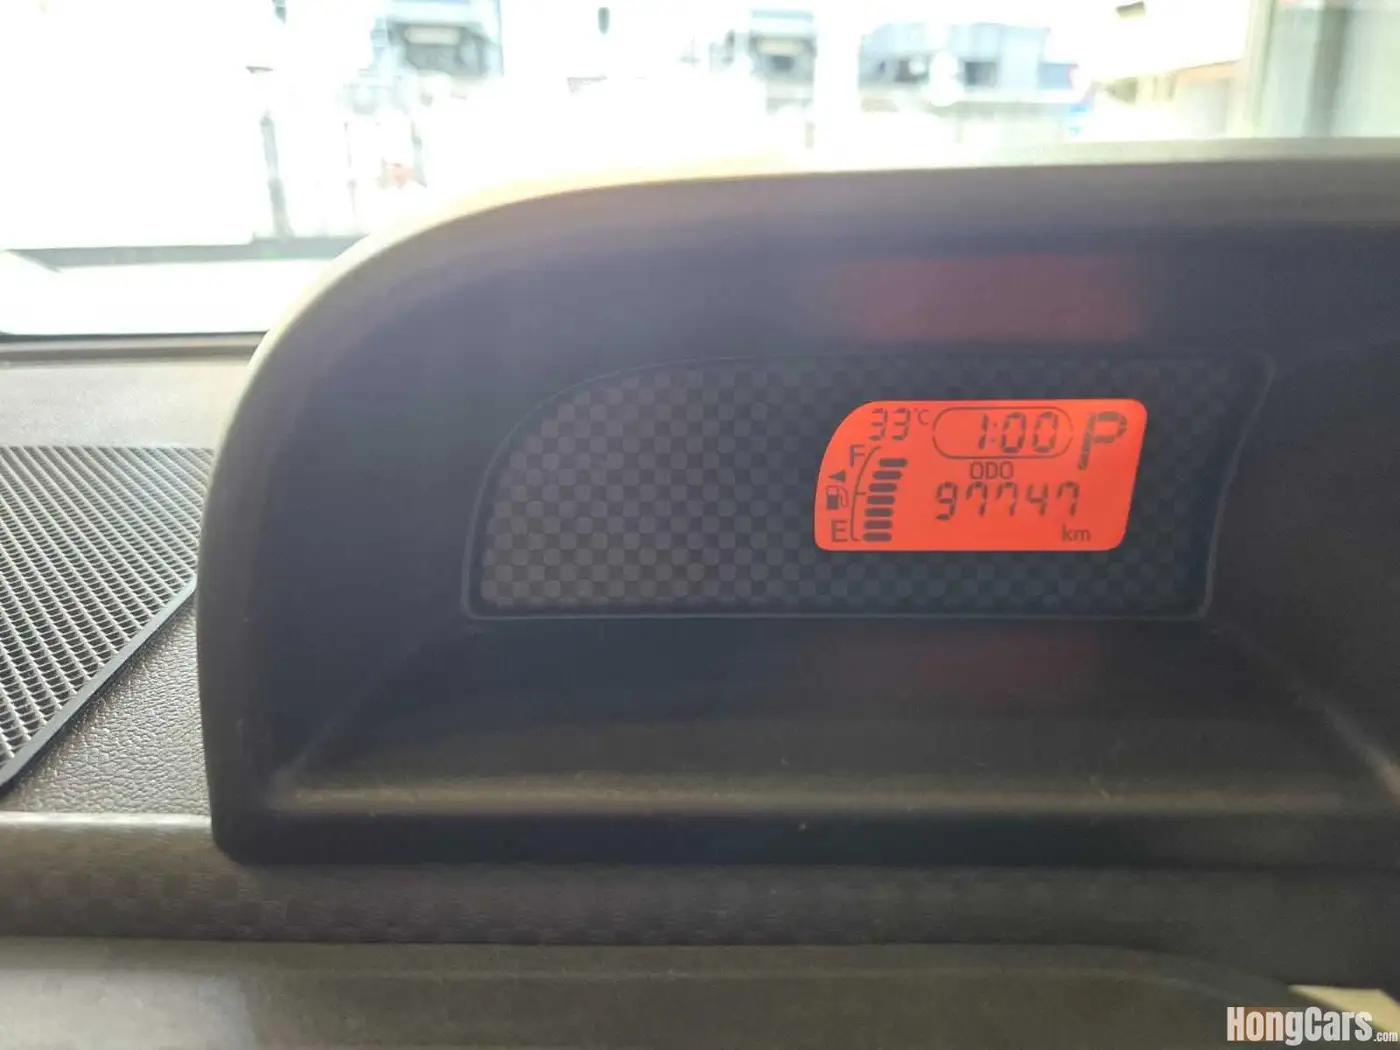 33°C 1:00 P
F
ODO
97747
E km
HongCars.com